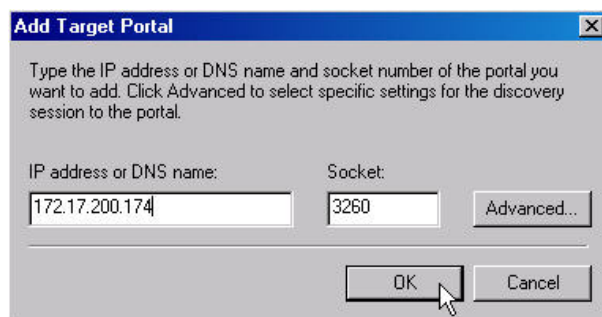 Add Target Portal
Type the IP address or DNS name and socket number of the portal you
want to add. Click Advanced to select specific settings for the discovery
session to the portal.
IP address or DNS name: Socket:
172.17.200.174 3260 Advanced...
OK Cancel